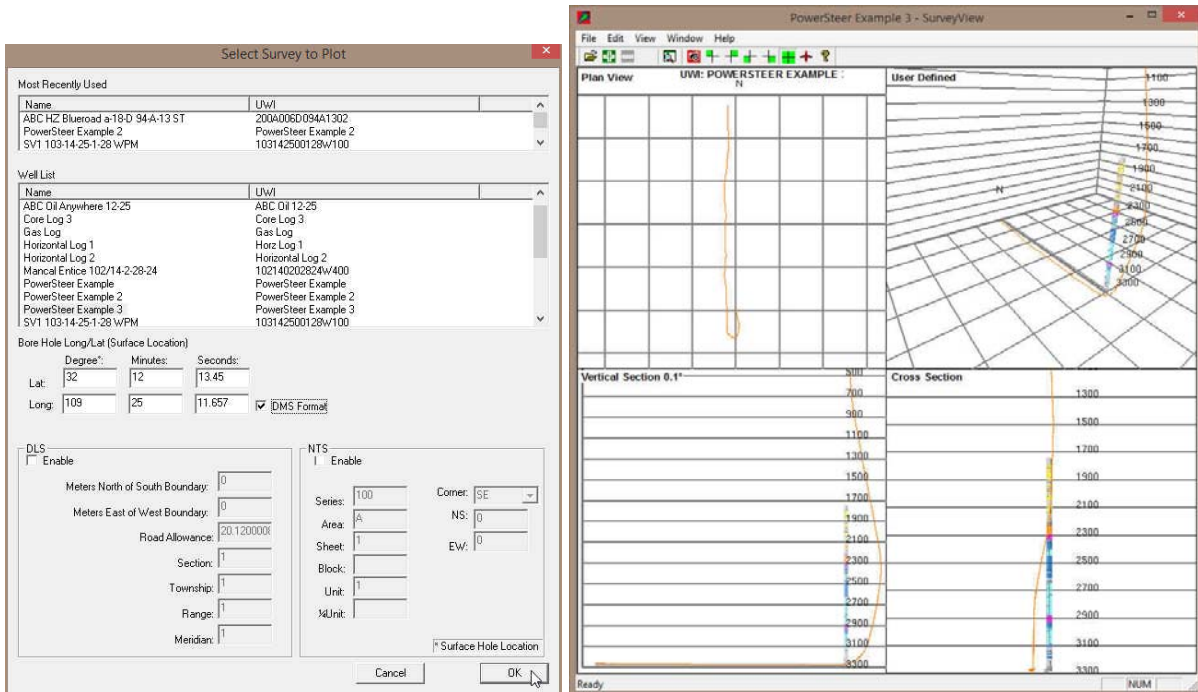 Select Survey to Plot
Most Recently Used
Name UWI
ABC HZ Blueroad a-18-D 94-A-13 ST 200A006D094A1302
PowerSteer Example 2 PowerSteer Example 2
SV1 103-14-25-1-28 WPM 103142500128W100
Well List
Name UWI
ABC Oil Anywhere 12-25 ABC Oil 12-25
Core Log 3 Core Log 3
Gas Log Gas Log
Horizontal Log 1 Horz Log 1
Horizontal Log 2 Horizontal Log 2
Mancal Entice 102/14-2-28-24 102140202824W400
PowerSteer Example PowerSteer Example
PowerSteer Example 2 PowerSteer Example 2
PowerSteer Example 3 PowerSteer Example 3
SV1 103-14-25-1-28 WPM 103142500128W100
Bore Hole Long/Lat (Surface Location)
Degree*: Minutes: Seconds:
Lat: 32 12 13.45
Long: 109 25 11.657 DMS Format
DLS
Enable
Meters North of South Boundary: 0
Meters East of West Boundary: 0
Road Allowance: 20.120000
Section: 1
Township: 1
Range: 1
Meridian: 1
NTS
Enable
Series: 100
Area: A
Sheet: 1
Block:
Unit: 1
¼Unit:
Corner: SE
NS: 0
EW: 0
* Surface Hole Location
Cancel OK
PowerSteer Example 3 - SurveyView
File Edit View Window Help
Plan View UWI: POWERSTEER EXAMPLE
N
User Defined
N
1100
1300
1500
1700
1900
2100
2300
2500
2700
2900
3100
3300
Vertical Section 0.1°
500
700
900
1100
1300
1500
1700
1900
2100
2300
2500
2700
2900
3100
3300
Cross Section
1300
1500
1900
2100
2300
2500
2700
2900
3100
3300
Ready NUM